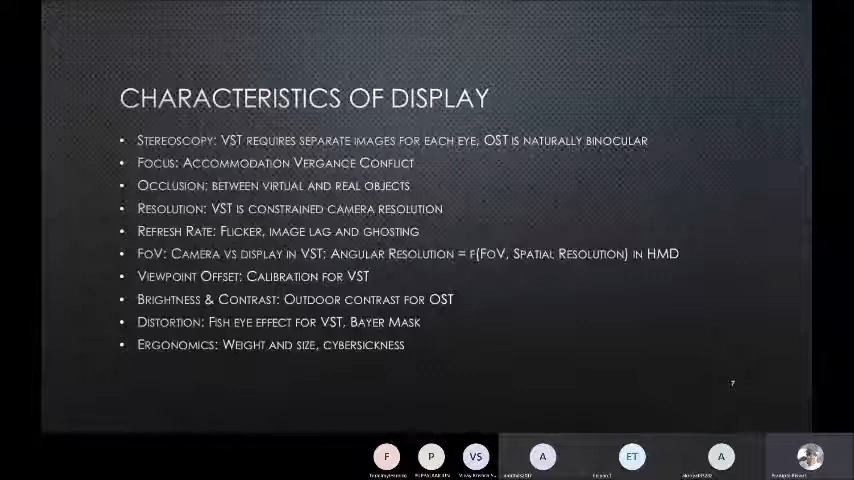 CHARACTERISTICS OF DISPLAY
• STEREOSCOPY: VST REQUIRES SEPARATE IMAGES FOR EACH EYE, OST IS NATURALLY BINOCULAR
• FOCUS: ACCOMMODATION VERGANCE CONFLICT
• OCCLUSION: BETWEEN VIRTUAL AND REAL OBJECTS
• RESOLUTION: VST IS CONSTRAINED CAMERA RESOLUTION
• REFRESH RATE: FLICKER, IMAGE LAG AND GHOSTING
• FOV: CAMERA VS DISPLAY IN VST; ANGULAR RESOLUTION = F(FOV, SPATIAL RESOLUTION) IN HMD
• VIEWPOINT OFFSET: CALIBRATION FOR VST
• BRIGHTNESS & CONTRAST: OUTDOOR CONTRAST FOR OST
• DISTORTION: FISH EYE EFFECT FOR VST, BAYER MASK
• ERGONOMICS: WEIGHT AND SIZE, CYBERSICKNESS
7
F P VS A ET A